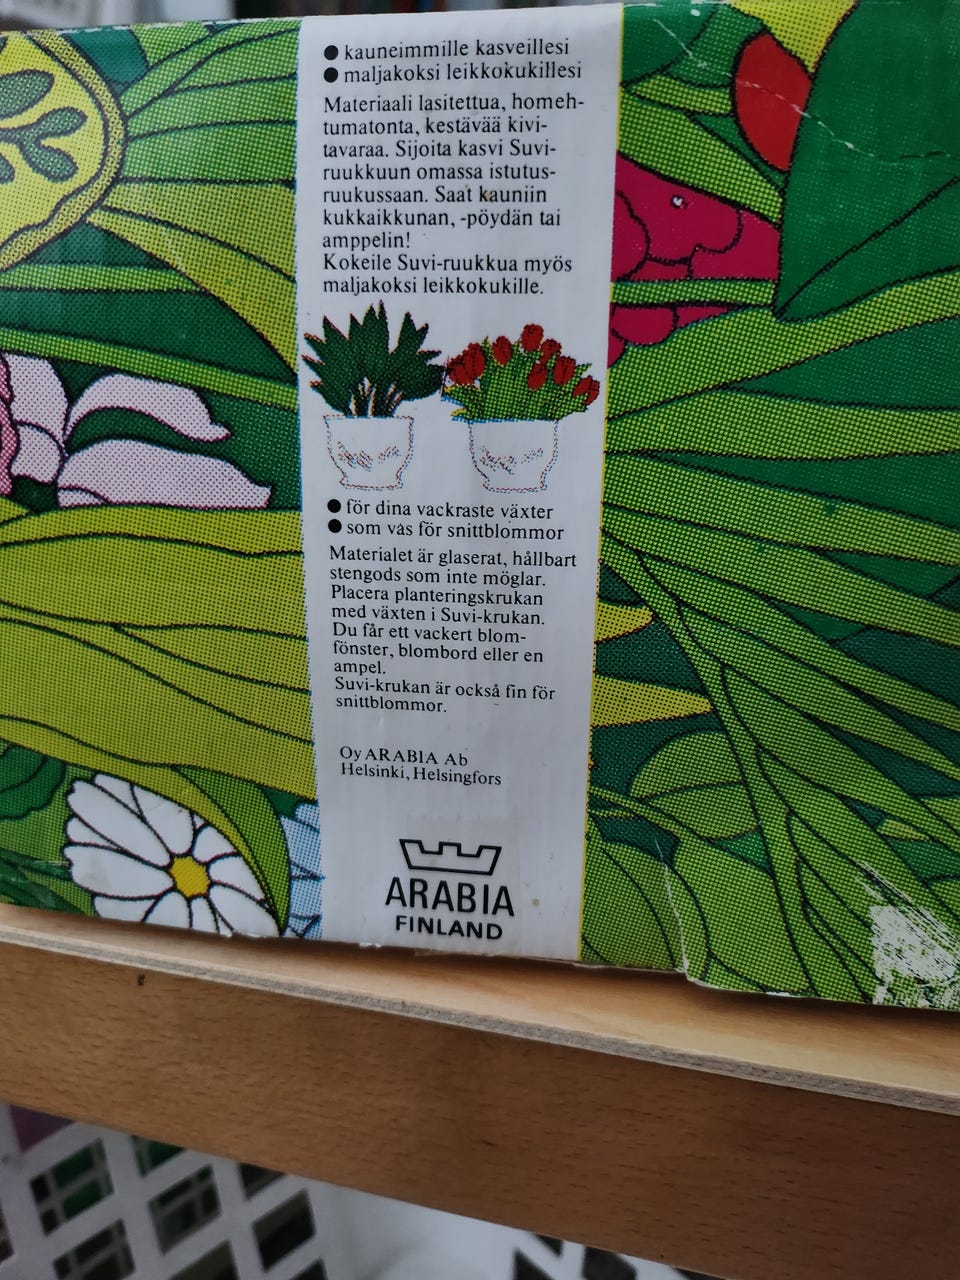 ● kauneimmille kasveillesi
● maljakoksi leikkokukillesi
Materiaali lasitettua, homeh-
tumatonta, kestävää kivi-
tavaraa. Sijoita kasvi Suvi-
ruukkuun omassa istutus-
ruukussaan. Saat kauniin
kukkaikkunan, -pöydän tai
amppelin!
Kokeile Suvi-ruukkua myös
maljakoksi leikkokukille.
● för dina vackraste växter
● som vas för snittblommor
Materialet är glaserat, hållbart
stengods som inte möglar.
Placera planteringskrukan
med växten i Suvi-krukan.
Du får ett vackert blom-
fönster, blombord eller en
ampel.
Suvi-krukan är också fin för
snittblommor.
Oy ARABIA Ab
Helsinki, Helsingfors
ARABIA
FINLAND